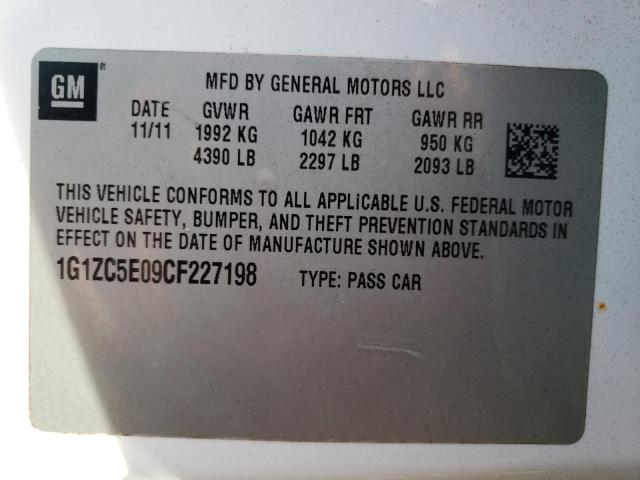 GM®
MFD BY GENERAL MOTORS LLC
DATE GVWR GAWR FRT GAWR RR
11/11 1992 KG 1042 KG 950 KG
4390 LB 2297 LB 2093 LB
THIS VEHICLE CONFORMS TO ALL APPLICABLE U.S. FEDERAL MOTOR
VEHICLE SAFETY, BUMPER, AND THEFT PREVENTION STANDARDS IN
EFFECT ON THE DATE OF MANUFACTURE SHOWN ABOVE.
1G1ZC5E09CF227198 TYPE: PASS CAR